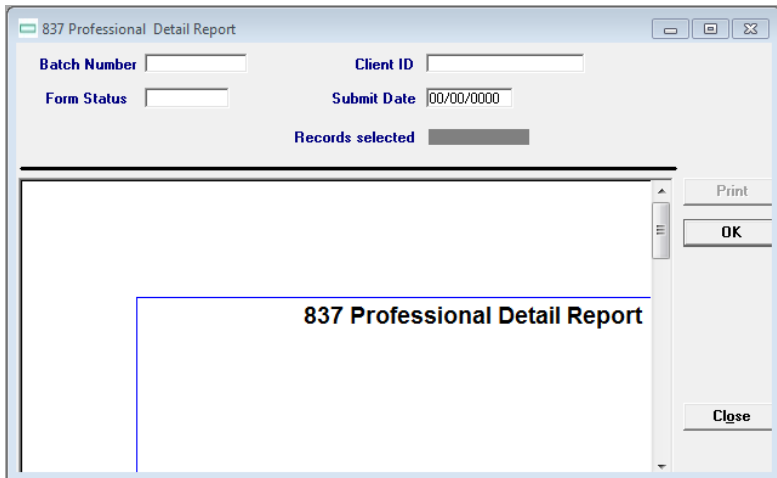 837 Professional Detail Report
Batch Number Client ID
Form Status Submit Date 00/00/0000
Records selected
Print
OK
837 Professional Detail Report
Close